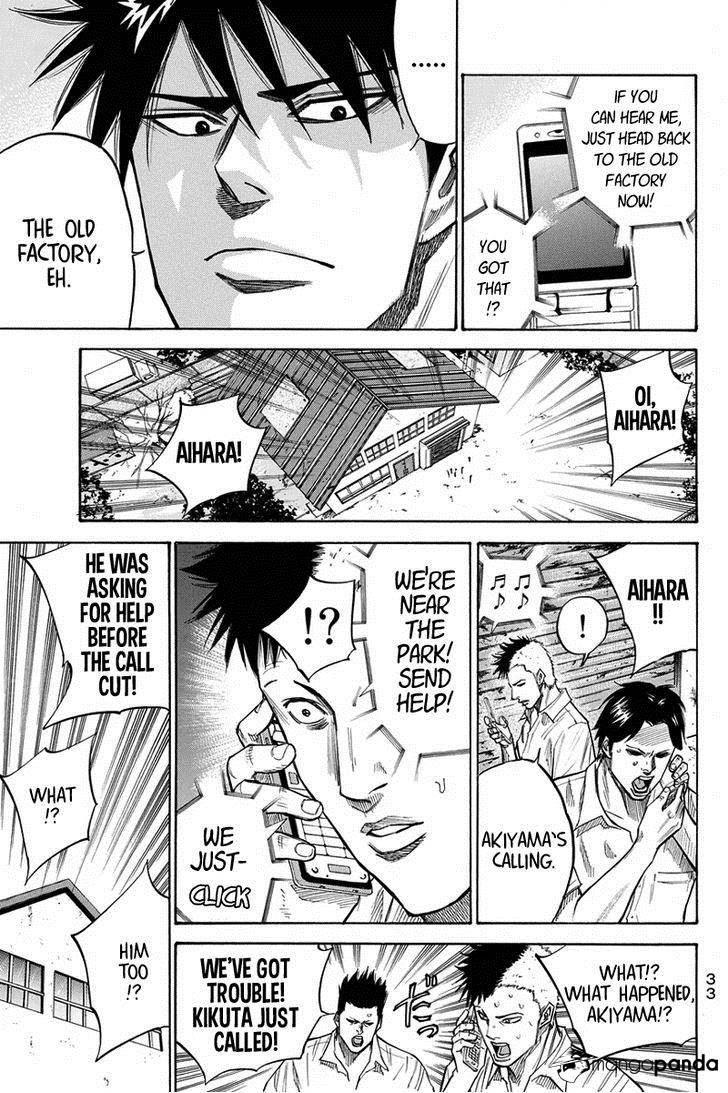 IF YOU
CAN HEAR ME,
JUST HEAD BACK
TO THE OLD
FACTORY
NOW!
YOU
GOT
THAT
!?
......
THE OLD
FACTORY,
EH.
OI,
AIHARA!
AIHARA!
AIHARA
!!
!
AKIYAMA'S
CALLING.
WE'RE
NEAR
THE
PARK!
SEND
HELP!
!?
WE
JUST-
CLICK
HE WAS
ASKING
FOR HELP
BEFORE
THE CALL
CUT!
WHAT
!?
HIM
TOO
!?
WHAT!?
WHAT HAPPENED,
AKIYAMA!?
だっ
WE'VE GOT
TROUBLE!
KIKUTA JUST
CALLED!
33
mangapanda